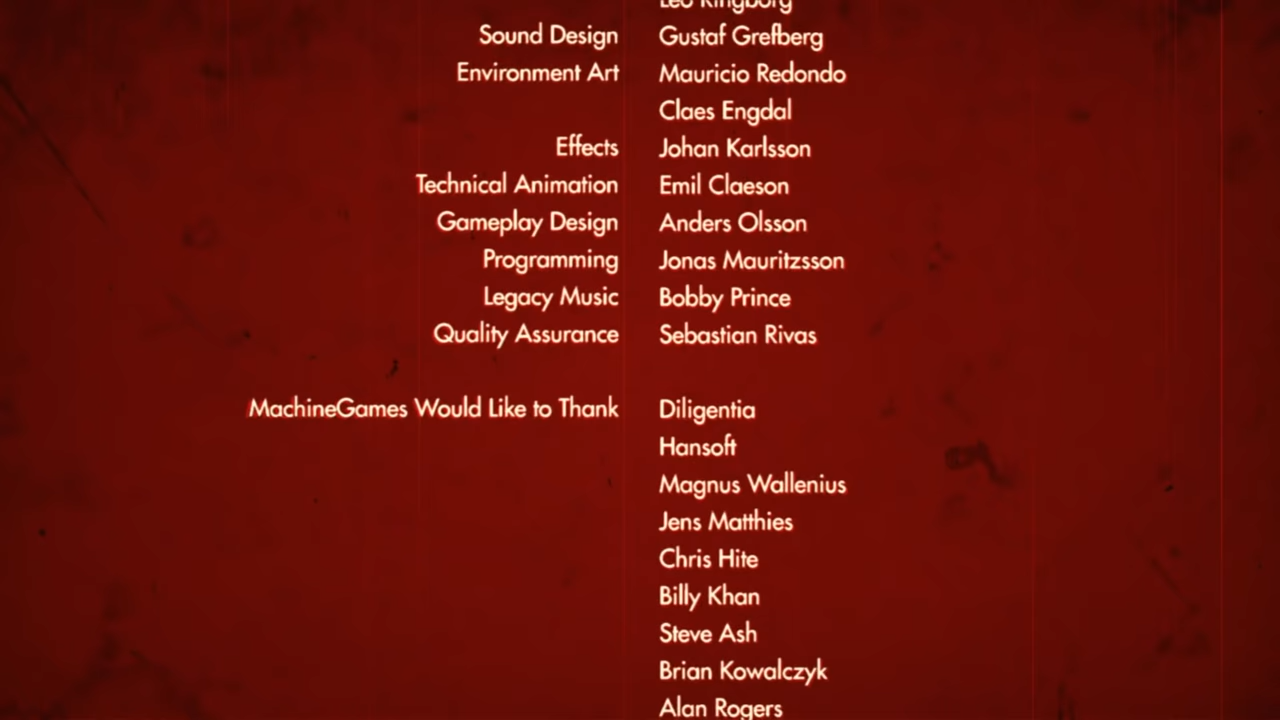 Leo Ringborg
Sound Design Gustaf Grefberg
Environment Art Mauricio Redondo
Claes Engdal
Effects Johan Karlsson
Technical Animation Emil Claeson
Gameplay Design Anders Olsson
Programming Jonas Mauritzsson
Legacy Music Bobby Prince
Quality Assurance Sebastian Rivas
MachineGames Would Like to Thank Diligentia
Hansoft
Magnus Wallenius
Jens Matthies
Chris Hite
Billy Khan
Steve Ash
Brian Kowalczyk
Alan Rogers